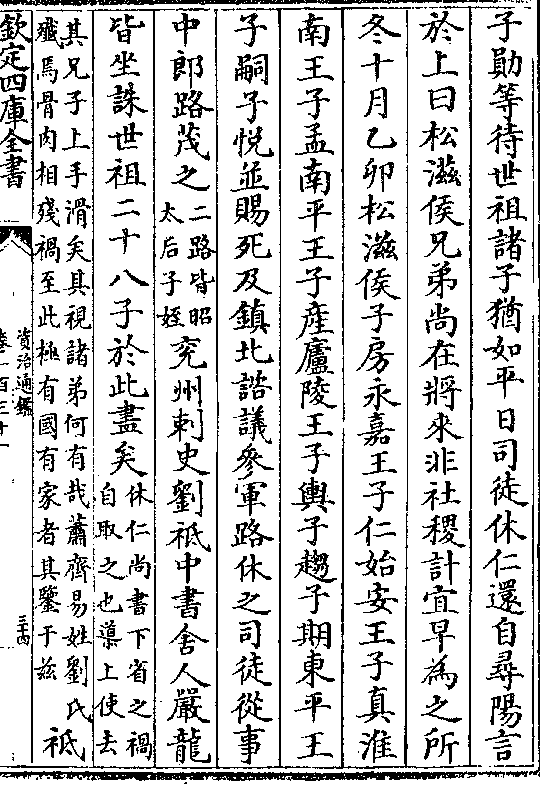 子勛等待世祖諸子猶如平日司徒休仁還自尋陽言
於上曰松滋侯兄弟尚在將來非社稷計宜早為之所
冬十月乙卯松滋侯子房永嘉王子仁始安王子真淮
南王子孟南平王子産廬陵王子輿子趨子期東平王
子嗣子悅並賜死及鎮北諮議參軍路休之司徒從事
中郎路茂之二路皆昭太后子姪兖州刺史劉祗中書舍人嚴龍
皆坐誅世祖二十八子於此盡矣休仁尚書下省之禍自取之也導上使去
其兄子上手滑矣其視諸弟何有哉蕭齊易姓劉氏殱焉骨肉相殘禍至此極有國有家者其鑒于兹祗
欽定四庫全書
資治通鑑
卷一百三十一
三十四